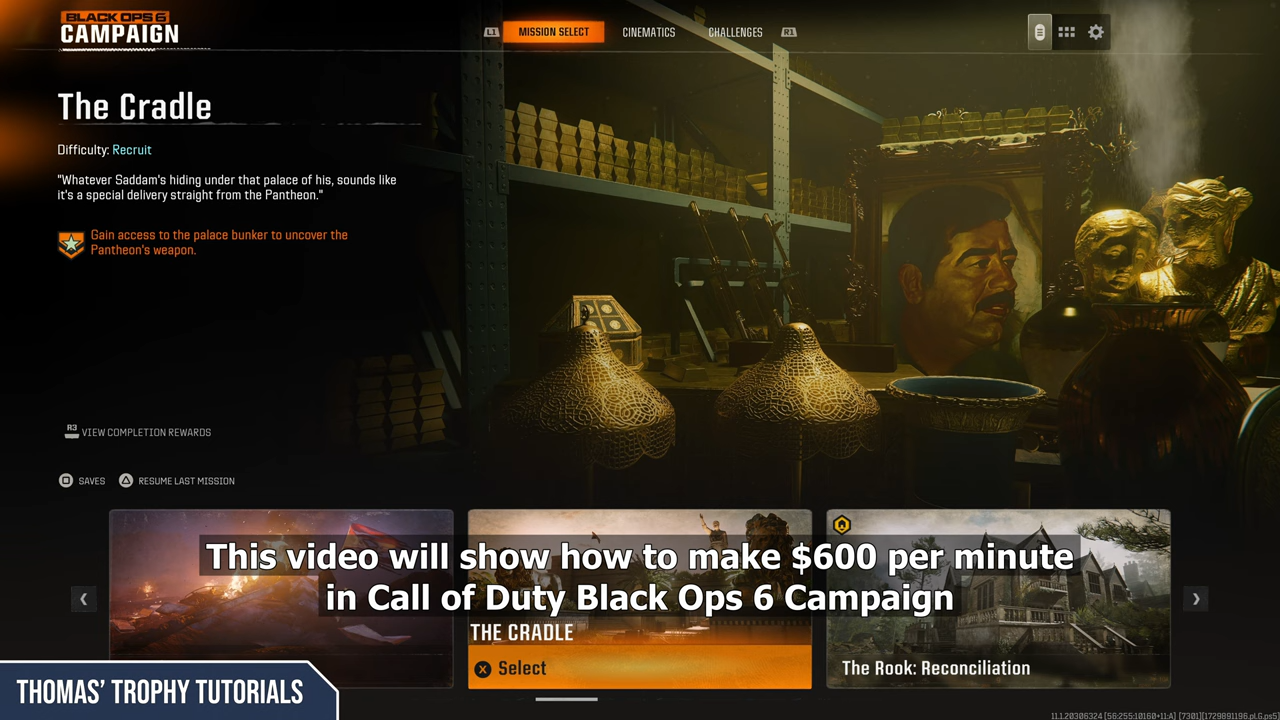 BLACK OPS 6
CAMPAIGN
L1 MISSION SELECT CINEMATICS CHALLENGES R1
The Cradle
Difficulty: Recruit
"Whatever Saddam's hiding under that palace of his, sounds like
it's a special delivery straight from the Pantheon."
Gain access to the palace bunker to uncover the
Pantheon's weapon.
R3 VIEW COMPLETION REWARDS
SAVES RESUME LAST MISSION
This video will show how to make $600 per minute
in Call of Duty Black Ops 6 Campaign
THE CRADLE
Select
The Rook: Reconciliation
THOMAS' TROPHY TUTORIALS